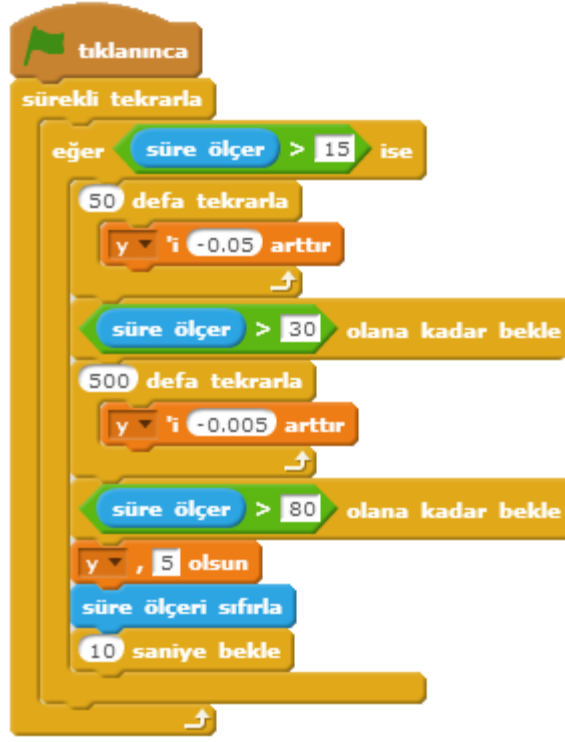 tıklanınca
sürekli tekrarla
eğer süre ölçer > 15 ise
50 defa tekrarla
y 'i -0.05 arttır
süre ölçer > 30 olana kadar bekle
500 defa tekrarla
y 'i -0.005 arttır
süre ölçer > 80 olana kadar bekle
y , 5 olsun
süre ölçeri sıfırla
10 saniye bekle